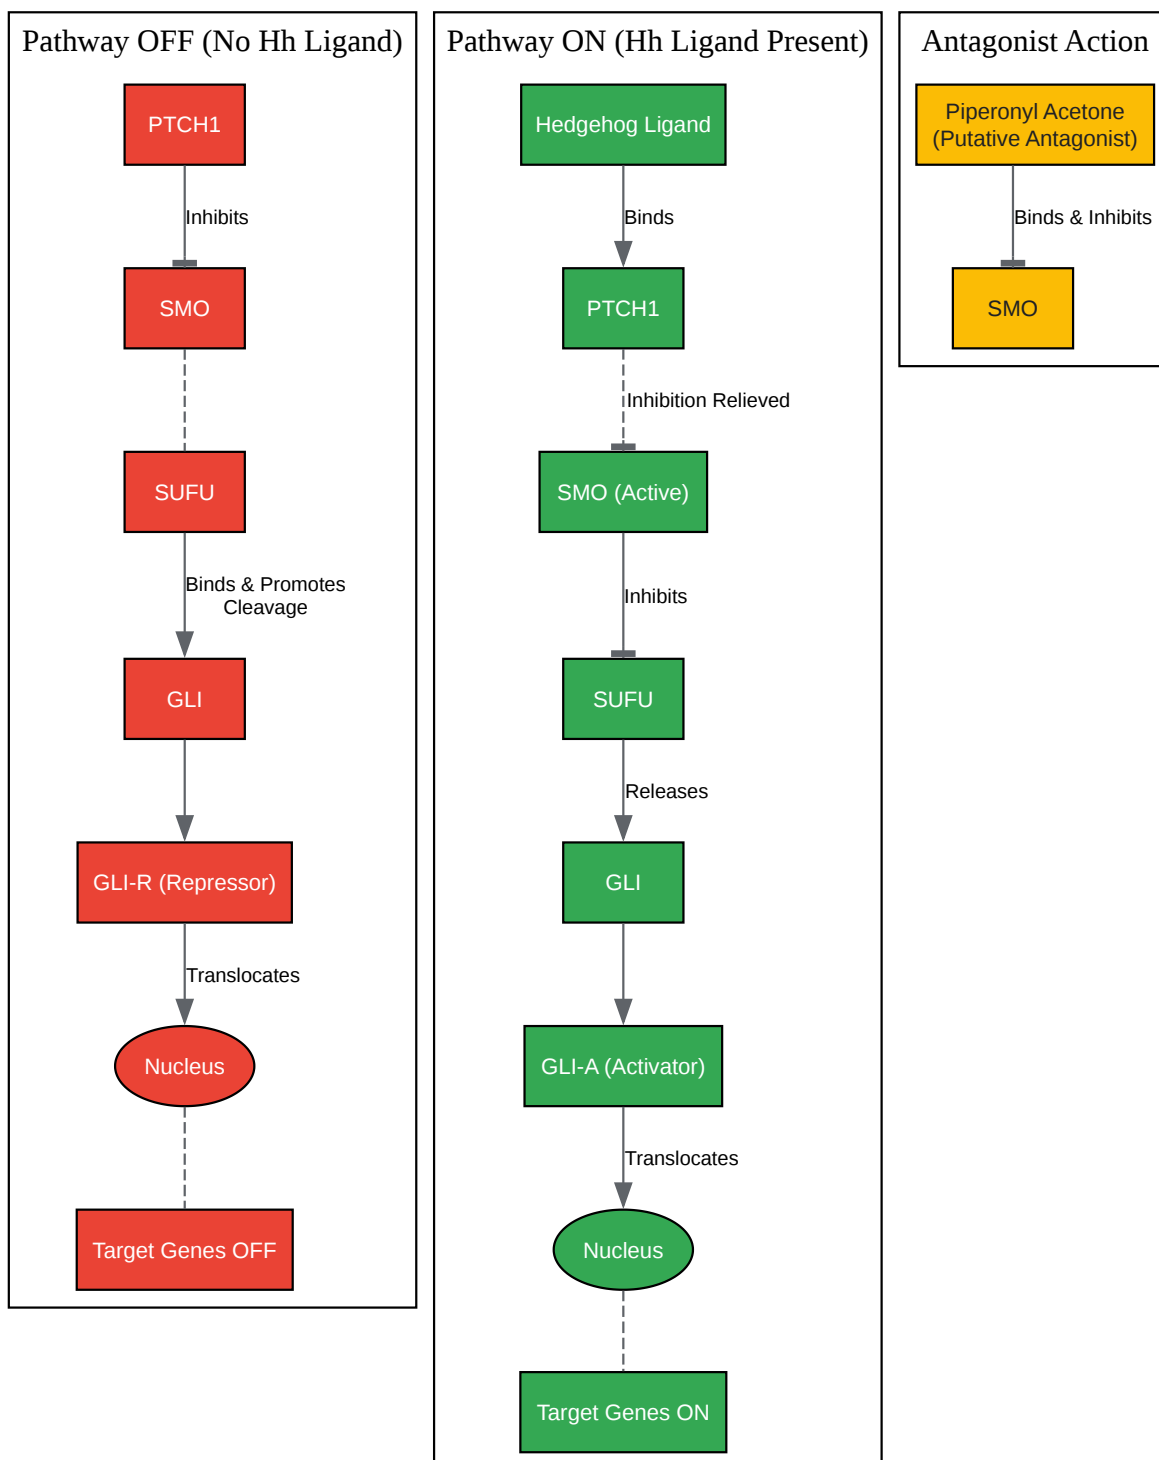 Pathway OFF (No Hh Ligand)
PTCH1
Inhibits
SMO
SUFU
Binds & Promotes
Cleavage
GLI
GLI-R (Repressor)
Translocates
Nucleus
Target Genes OFF
Pathway ON (Hh Ligand Present)
Hedgehog Ligand
Binds
PTCH1
Inhibition Relieved
SMO (Active)
Inhibits
SUFU
Releases
GLI
GLI-A (Activator)
Translocates
Nucleus
Target Genes ON
Antagonist Action
Piperonyl Acetone
(Putative Antagonist)
Binds & Inhibits
SMO